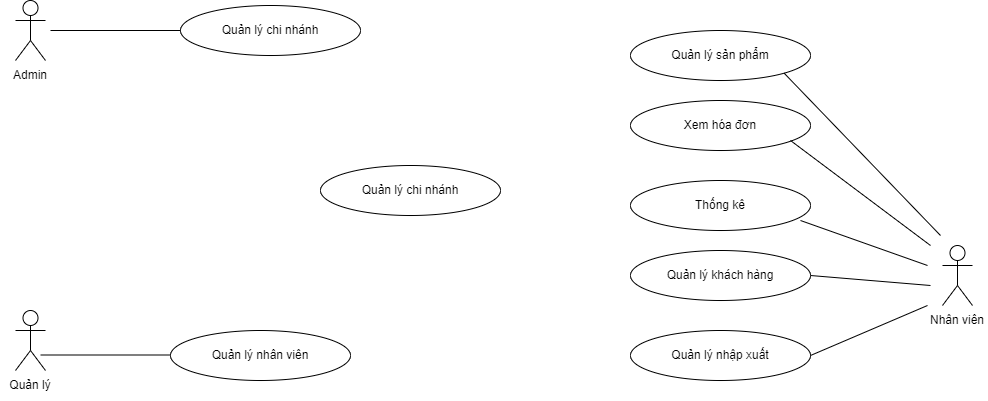 Quản lý chi nhánh
Admin
Quản lý sản phẩm
Xem hóa đơn
Quản lý chi nhánh
Thống kê
Quản lý khách hàng
Nhân viên
Quản lý nhân viên
Quản lý nhập xuất
Quản lý